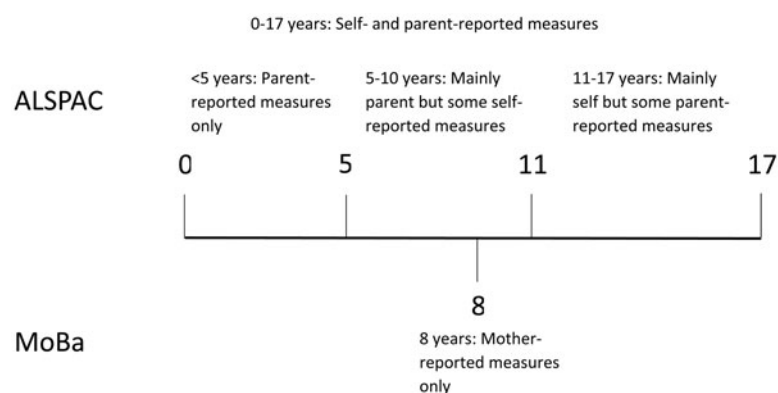 0-17 years: Self- and parent-reported measures
ALSPAC
<5 years: Parent-
reported measures
only
5-10 years: Mainly
parent but some self-
reported measures
11-17 years: Mainly
self but some parent-
reported measures
0
5
11
17
8
MoBa
8 years: Mother-
reported measures
only